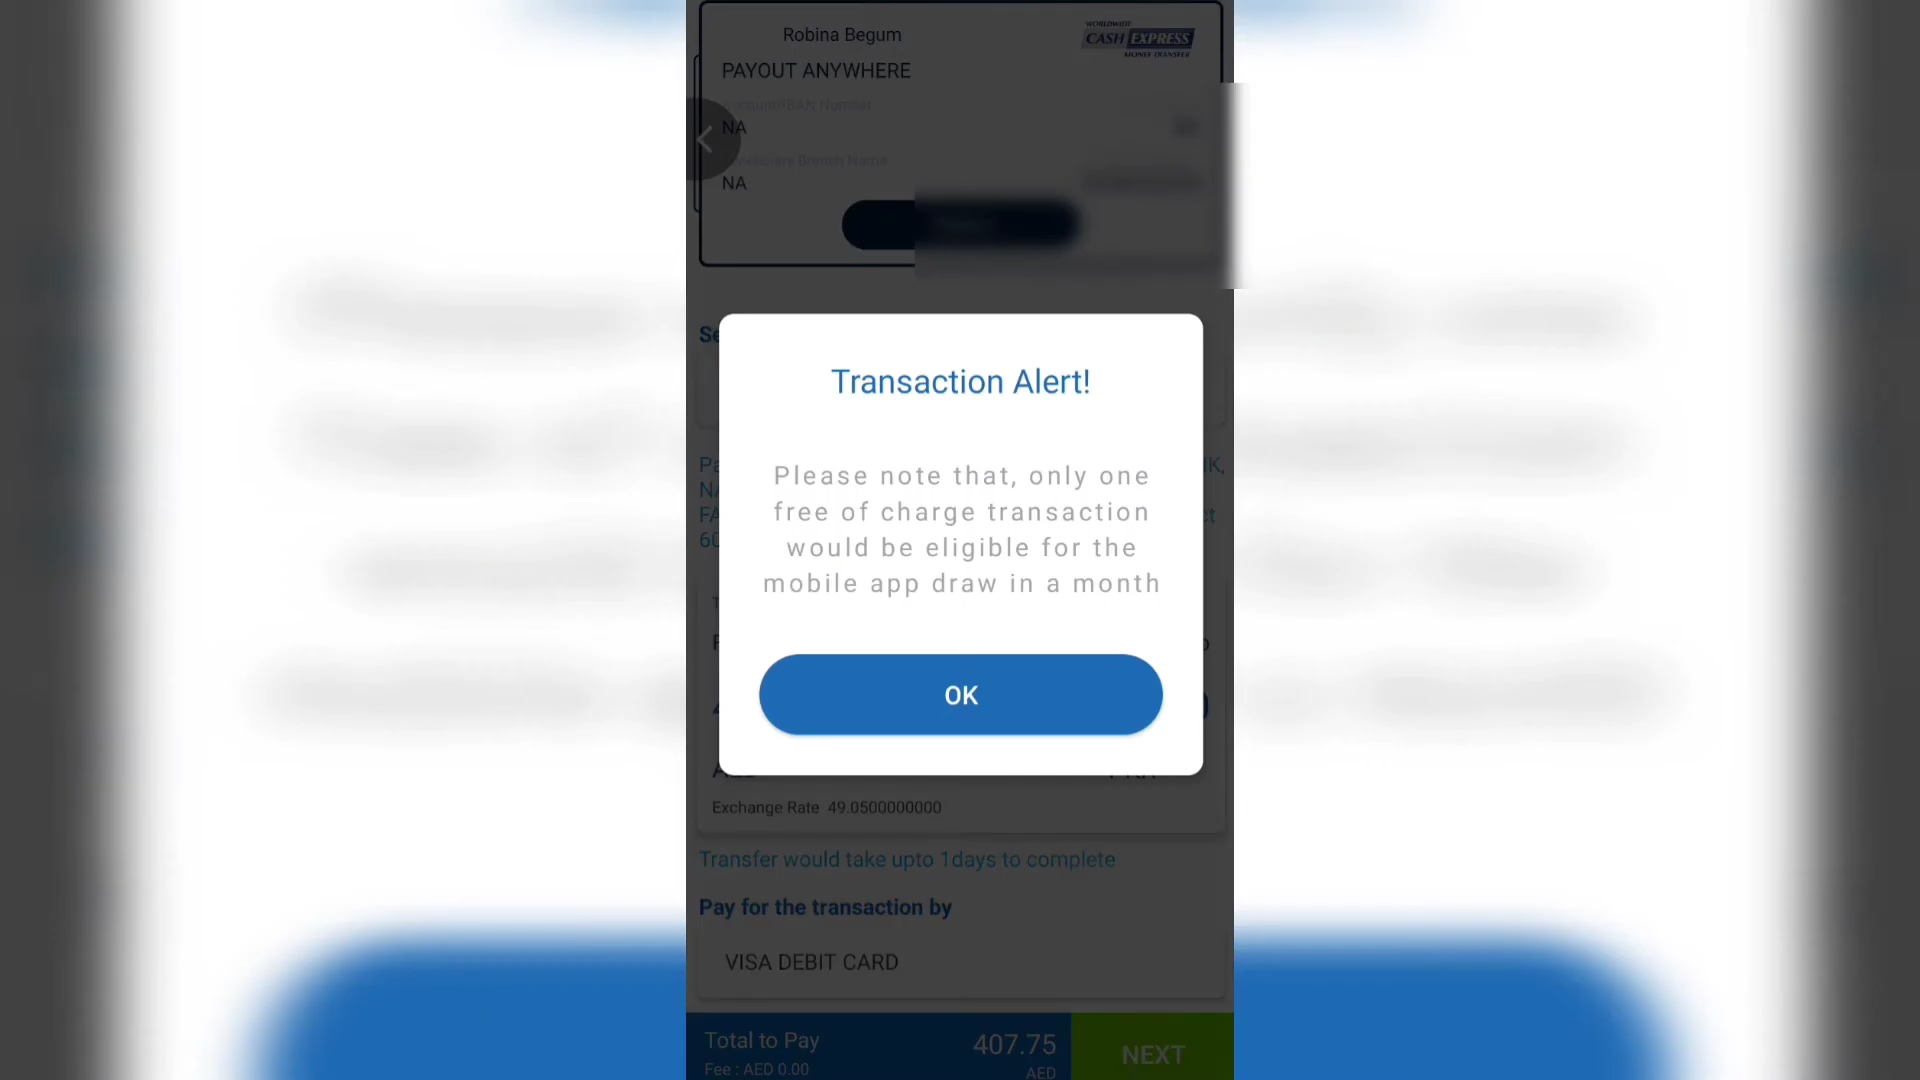 Robina Begum
WORLDWIDE
CASH EXPRESS
MONEY TRANSFER
PAYOUT ANYWHERE
NA
NA
Transaction Alert!
Please note that, only one
free of charge transaction
would be eligible for the
mobile app draw in a month
OK
Exchange Rate 49.0500000000
Transfer would take upto 1days to complete
Pay for the transaction by
VISA DEBIT CARD
Total to Pay
407.75
Fee : AED 0.00
AED
NEXT